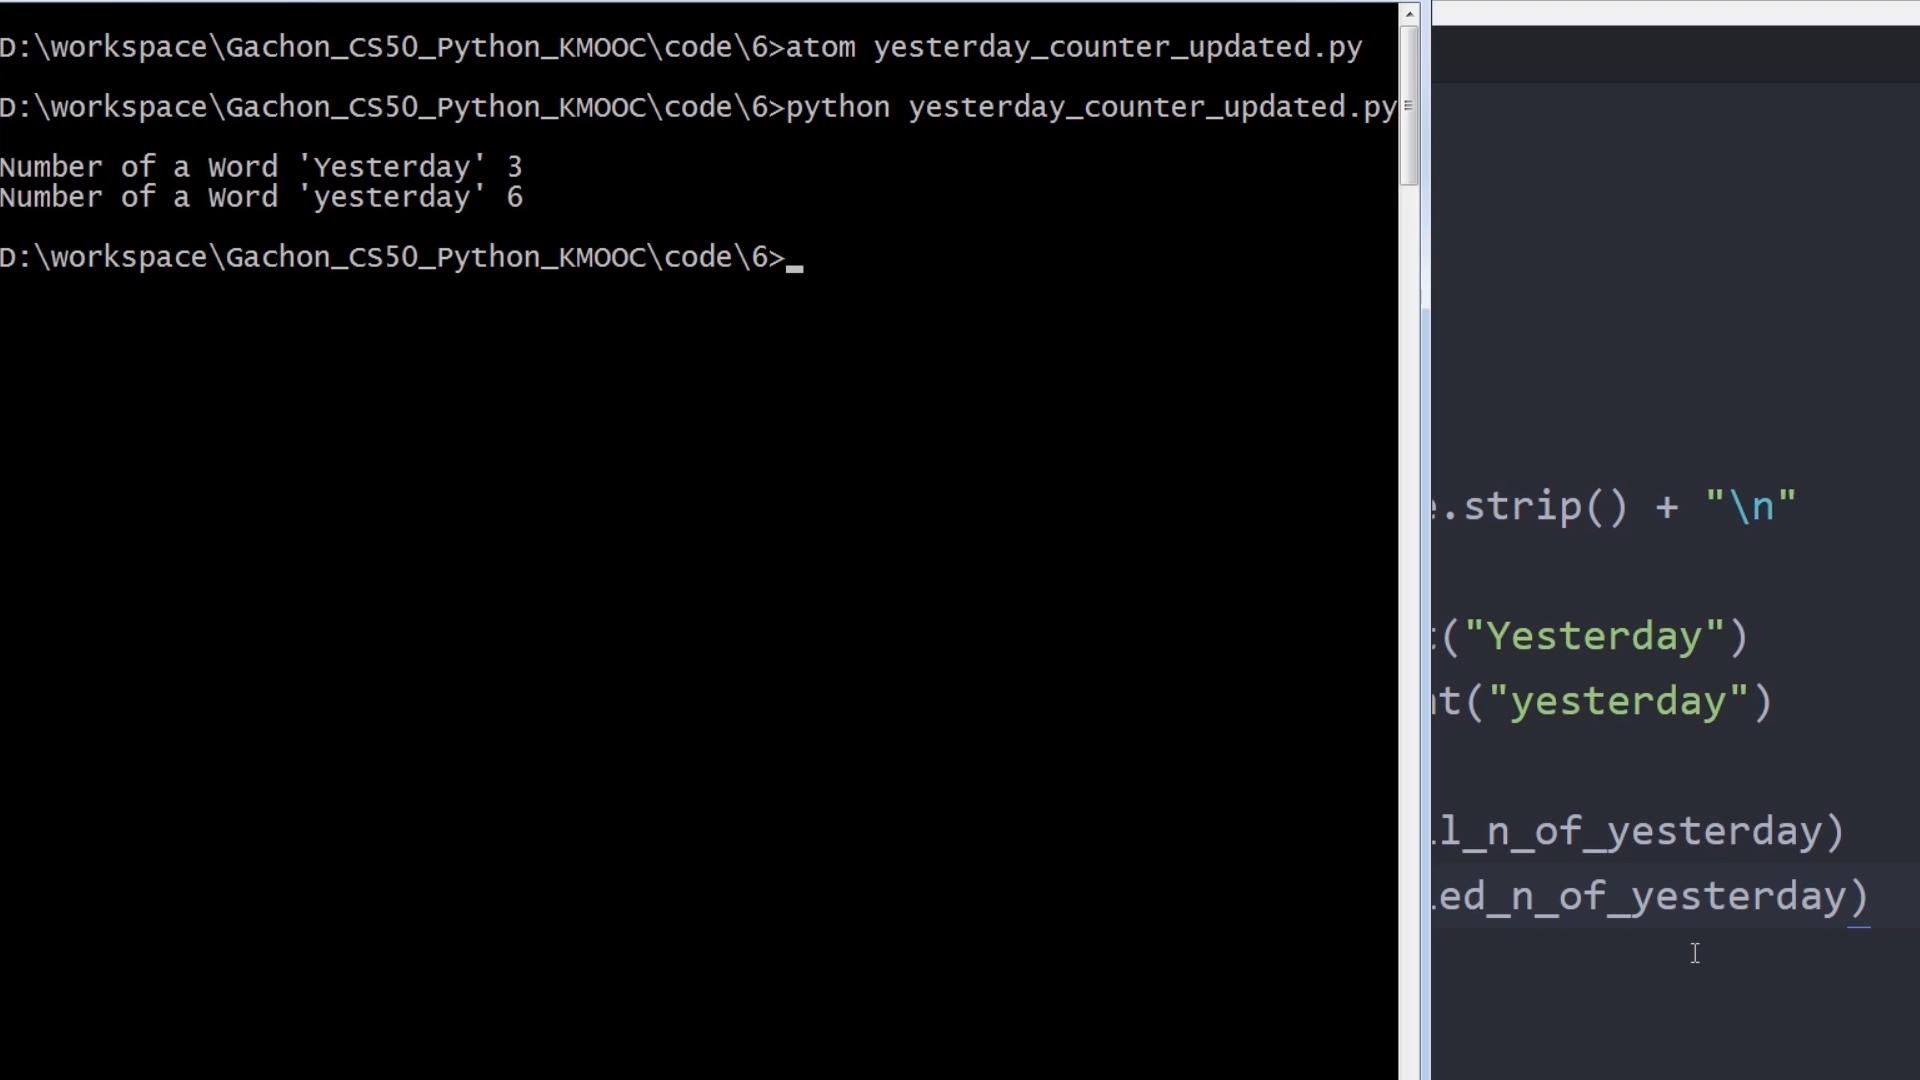 D:\workspace\Gachon_CS50_Python_KMOOC\code\6>atom yesterday_counter_updated.py
D:\workspace\Gachon_CS50_Python_KMOOC\code\6>python yesterday_counter_updated.py
Number of a Word 'Yesterday' 3
Number of a Word 'yesterday' 6
D:\workspace\Gachon_CS50_Python_KMOOC\code\6>
.strip() + "\n"
("Yesterday")
t("yesterday")
l_n_of_yesterday)
ed_n_of_yesterday)